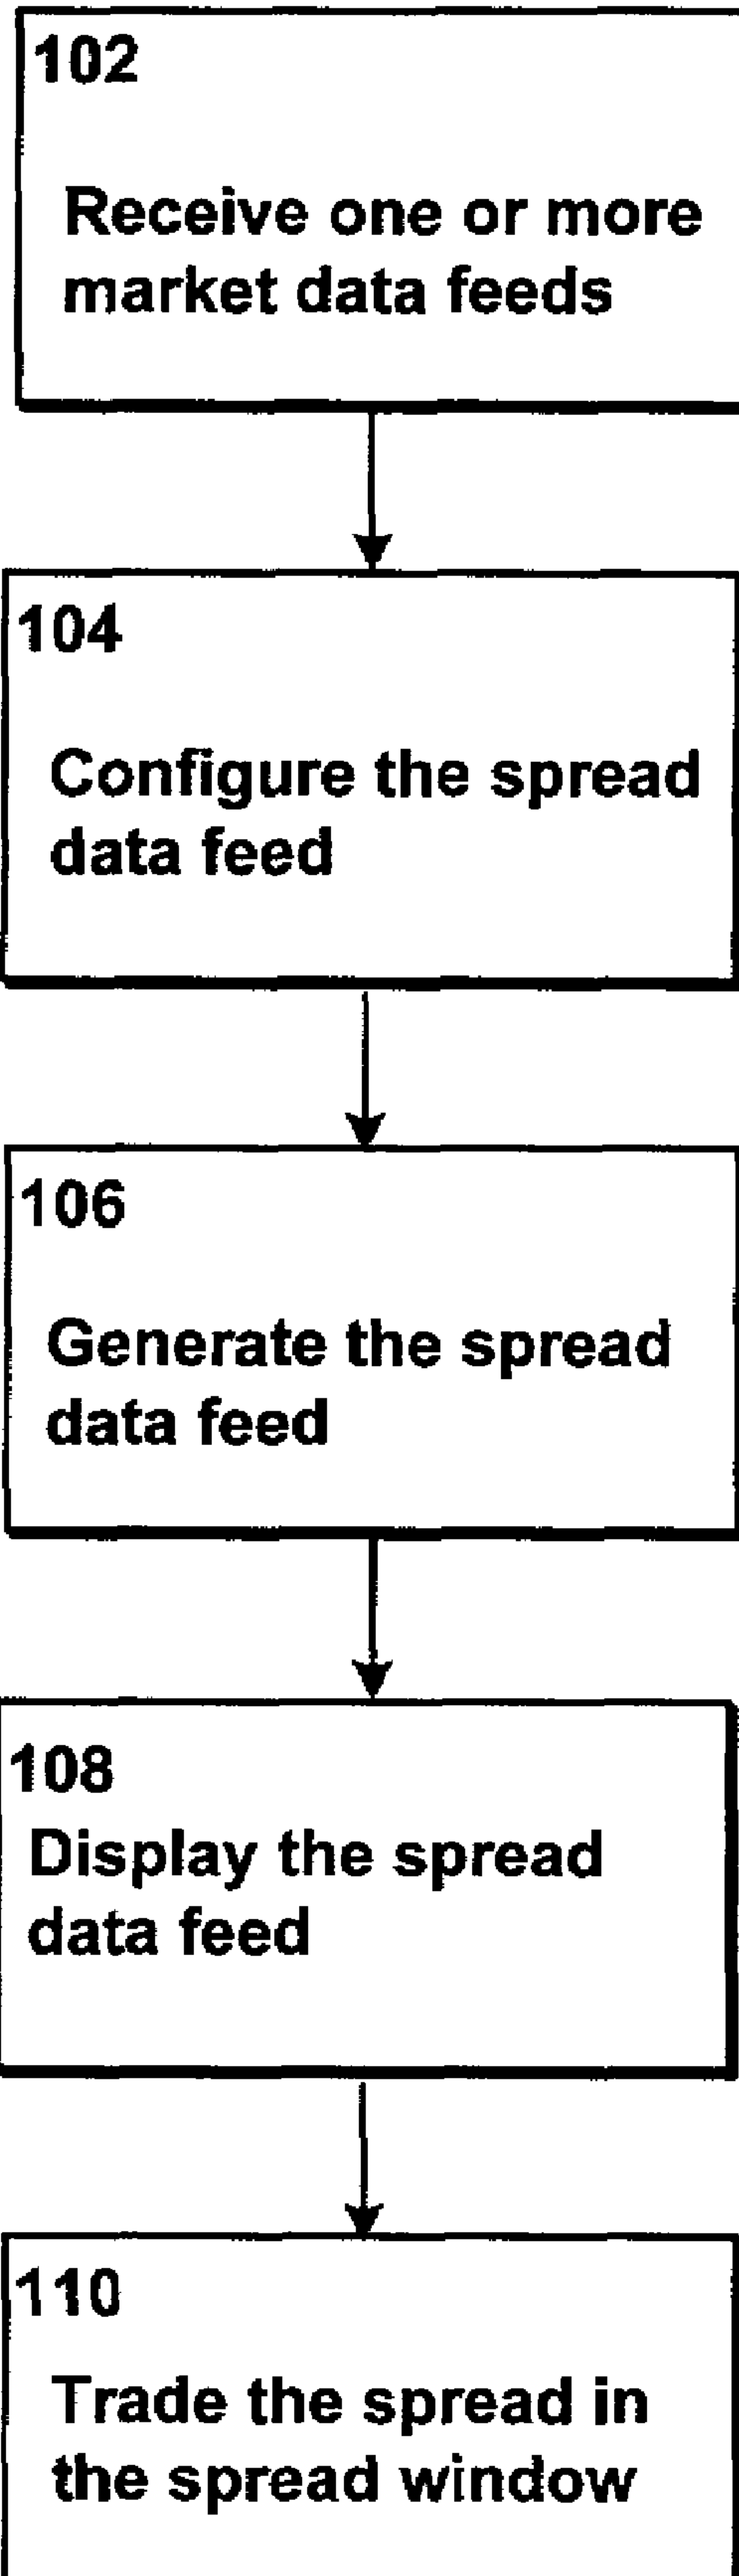 102
Receive one or more
market data feeds
104
Configure the spread
data feed
106
Generate the spread
data feed
108
Display the spread
data feed
110
Trade the spread in
the spread window